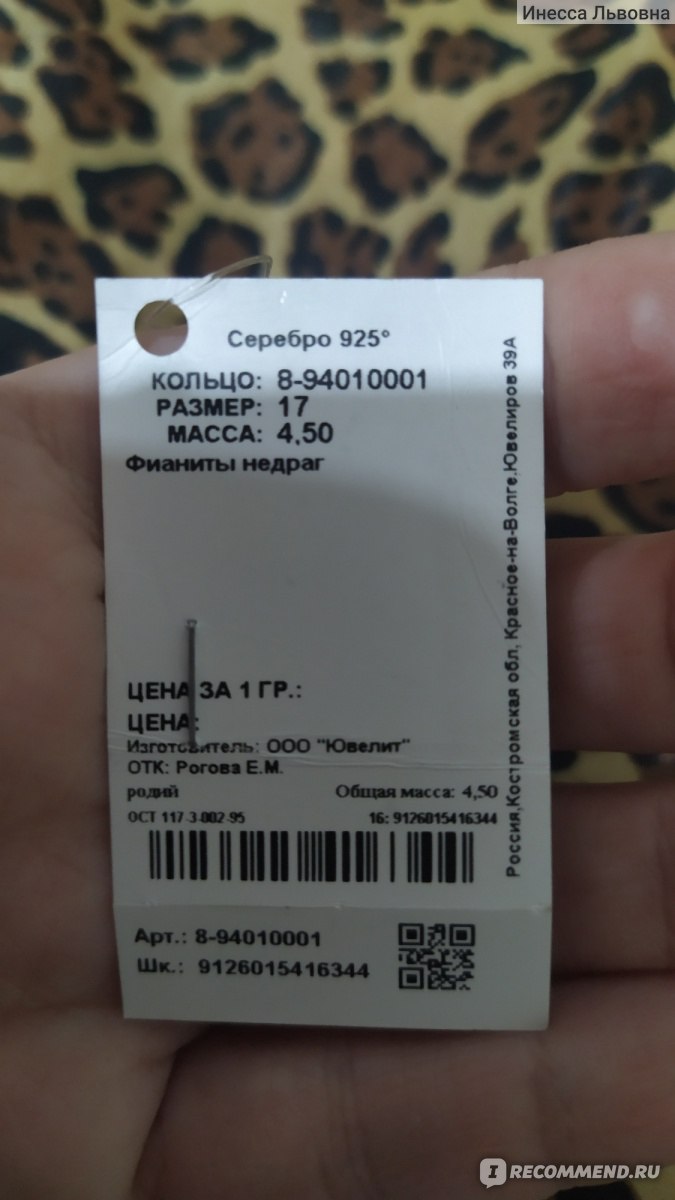 Инесса Львовна
Серебро 925°
КОЛЬЦО: 8-94010001
РАЗМЕР: 17
МАССА: 4,50
Фианиты недраг
ЦЕНА ЗА 1 ГР.:
ЦЕНА:
Изготовитель: ООО "Ювелит"
ОТК: Рогова Е.М.
родий Общая масса: 4,50
ОСТ 117-3-002-95 16: 9126015416344
Арт.: 8-94010001
Шк.: 9126015416344
Россия,Костромская обл, Красное-на-Волге,Ювелиров 39А
IRECOMMEND.RU